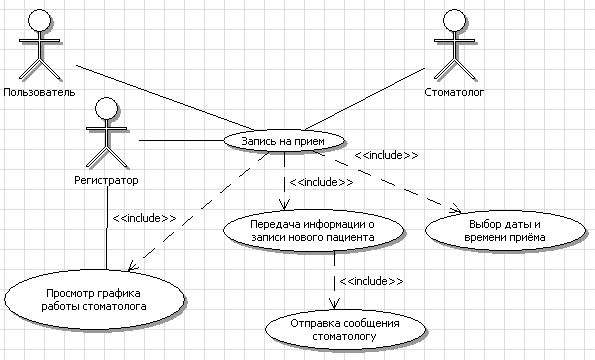 Пользователь
Стоматолог
Запись на прием
<<include>>
Регистратор
<<include>>
<<include>>
Передача информации о
записи нового пациента
Выбор даты и
времени приёма
<<include>>
Просмотр графика
работы стоматолога
Отправка сообщения
стоматологу